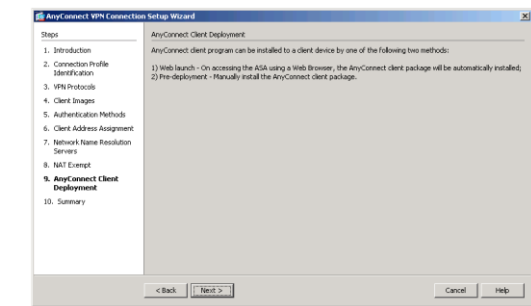 AnyConnect VPN Connection Setup Wizard
Steps
1. Introduction
2. Connection Profile
Identification
3. VPN Protocols
4. Client Images
5. Authentication Methods
6. Client Address Assignment
7. Network Name Resolution
Servers
8. NAT Exempt
9. AnyConnect Client
Deployment
10. Summary
AnyConnect Client Deployment
AnyConnect client program can be installed to a client device by one of the following two methods:
1) Web launch - On accessing the ASA using a Web Browser, the AnyConnect client package will be automatically installed;
2) Pre-deployment - Manually install the AnyConnect client package.
< Back
Next >
Cancel
Help